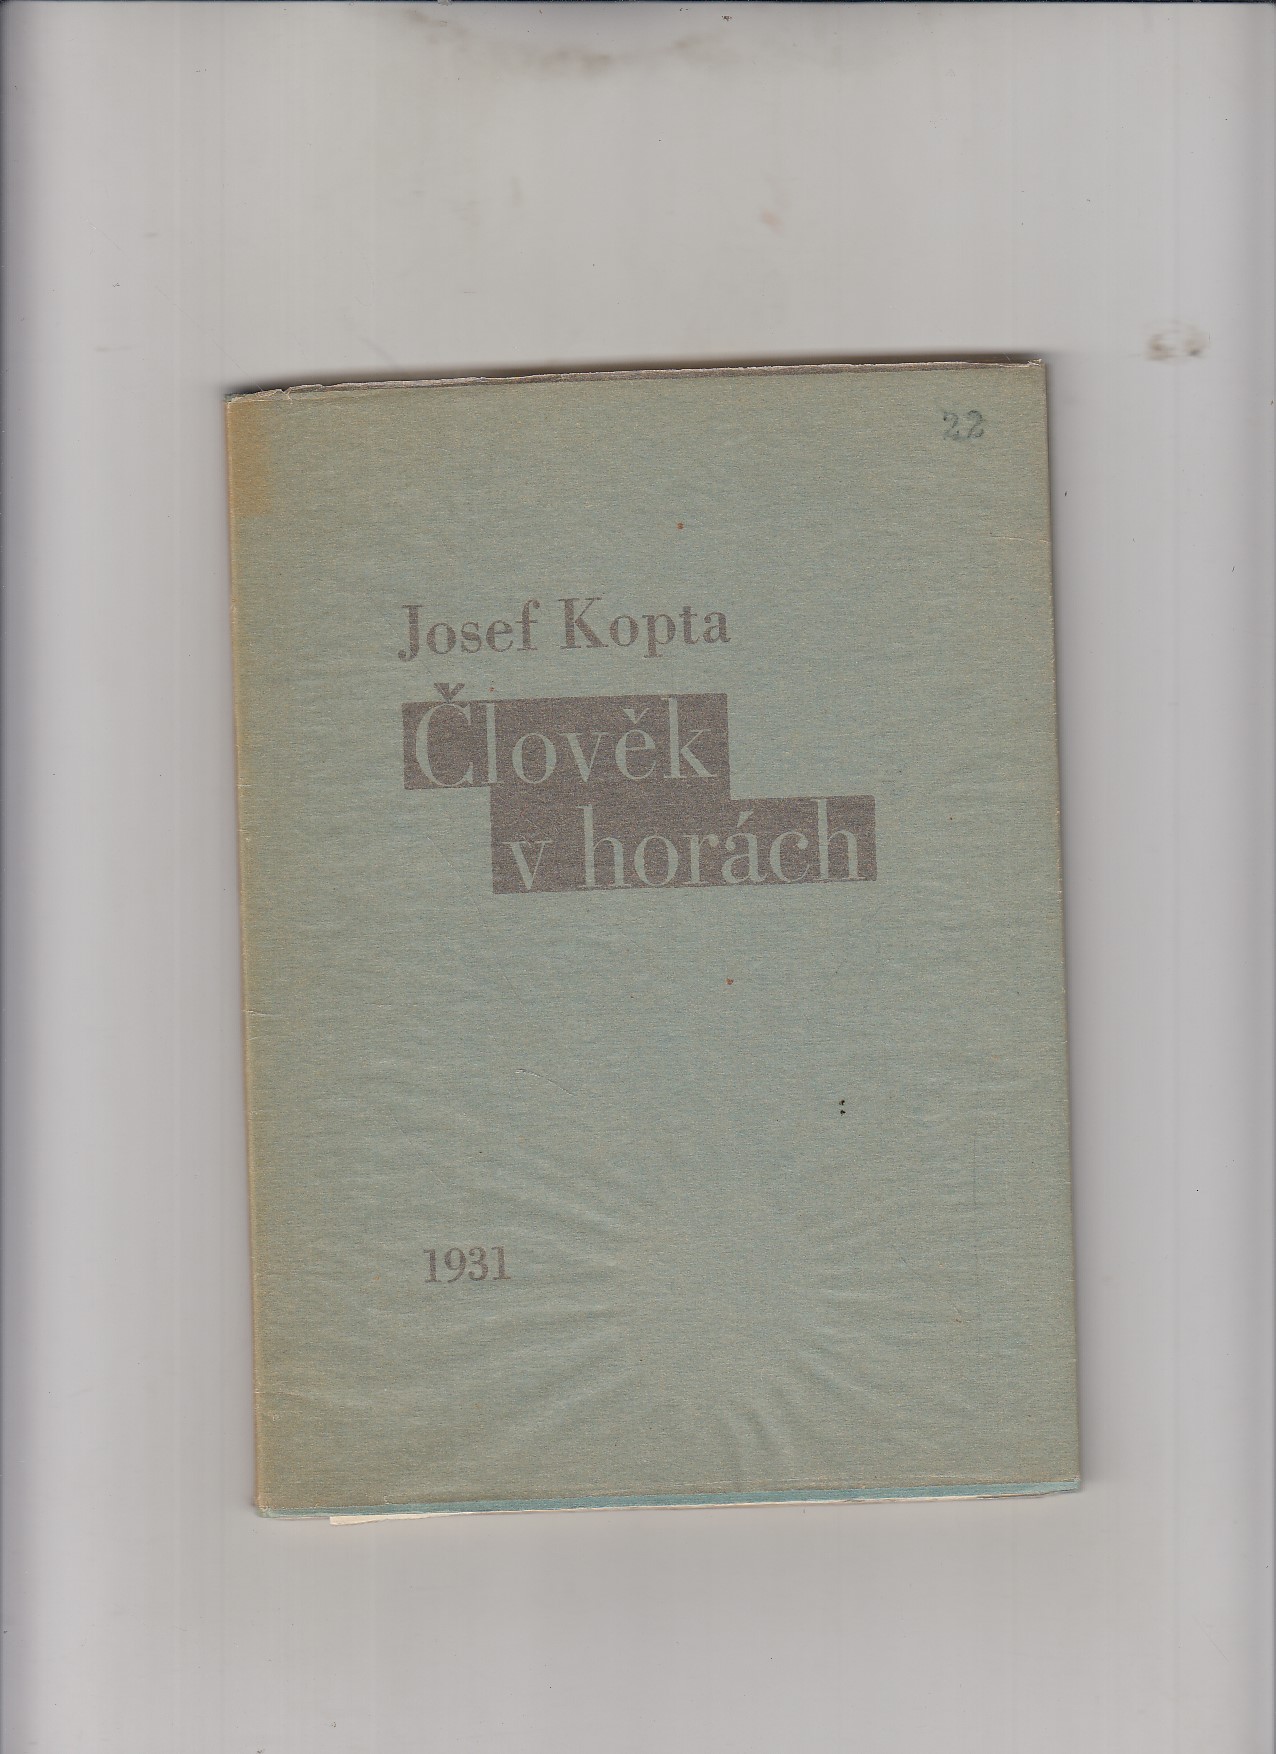 22
Josef Kopta
Člověk
v horách
1931